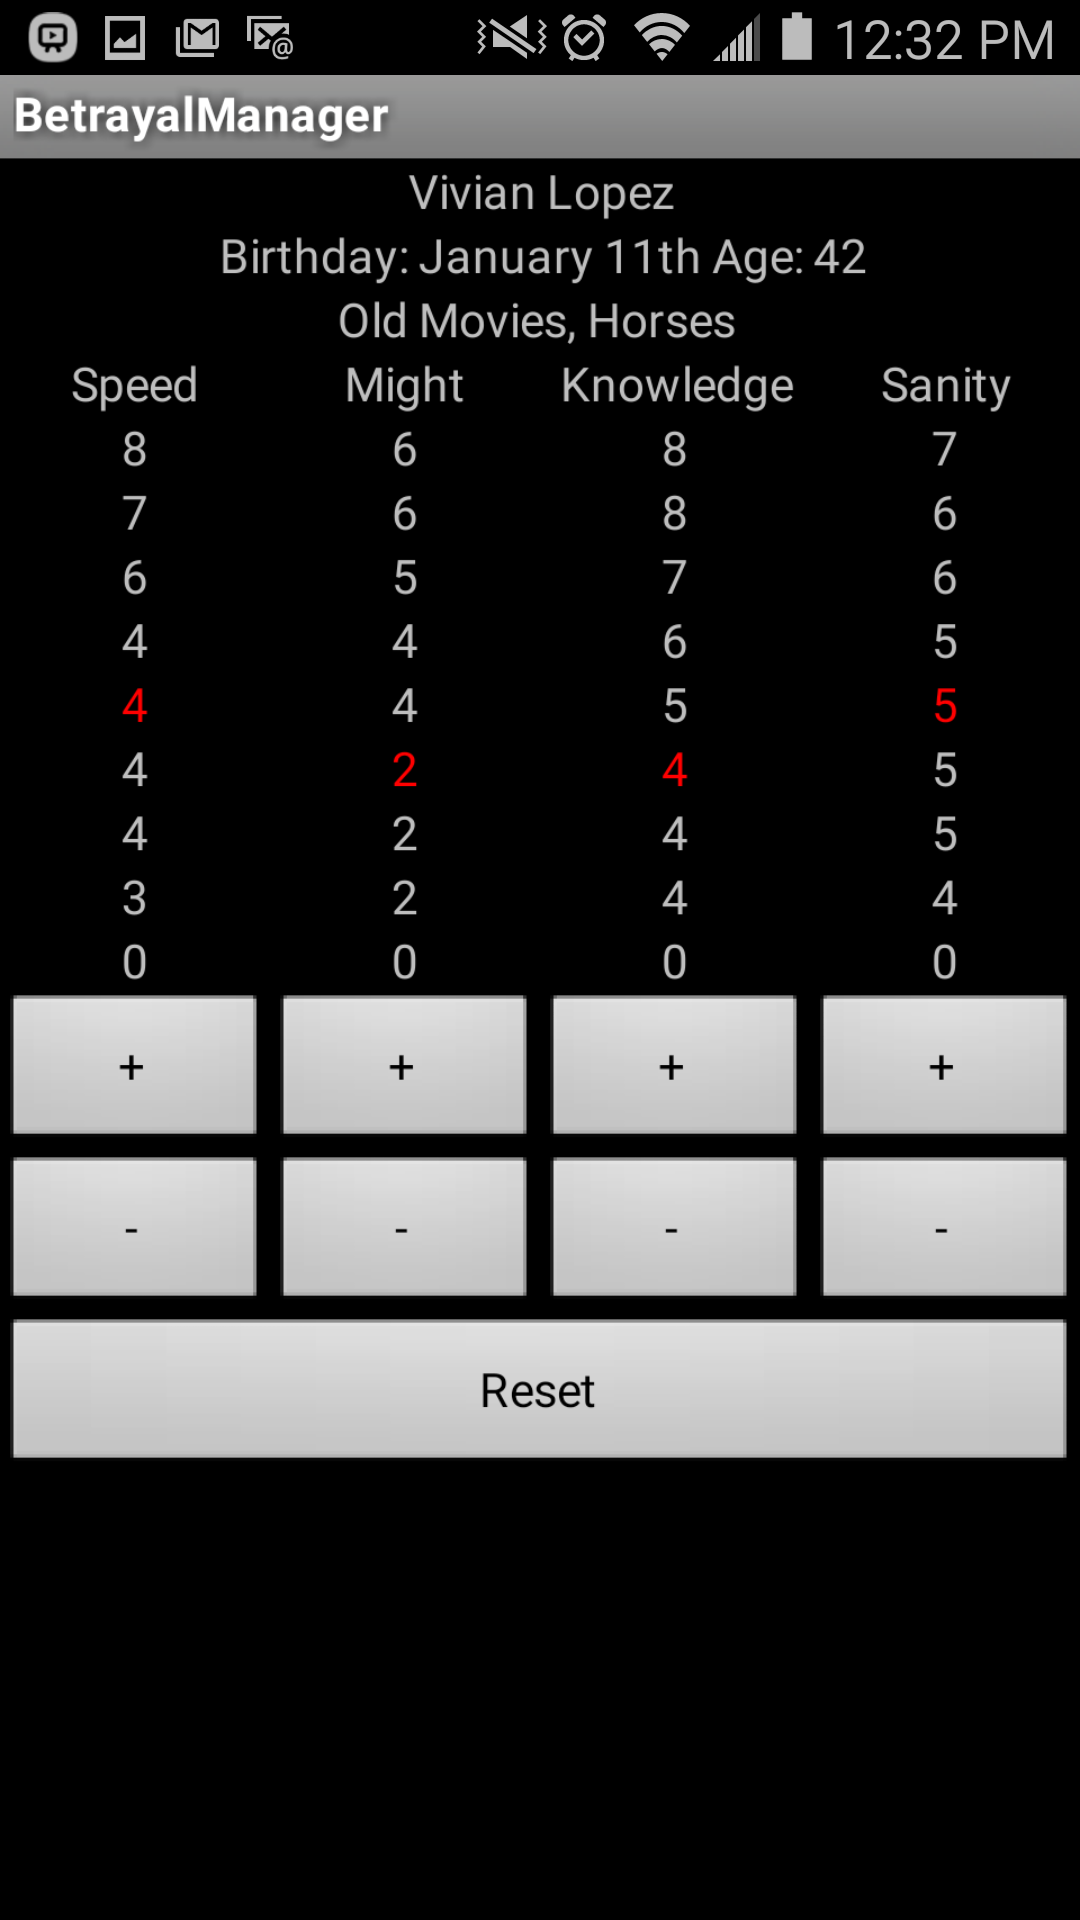 12:32 PM
BetrayalManager
Vivian Lopez
Birthday: January 11th Age: 42
Old Movies, Horses
Speed Might Knowledge Sanity
8 6 8 7
7 6 8 6
6 5 7 6
4 4 6 5
4 4 5 5
4 2 4 5
4 2 4 5
3 2 4 4
0 0 0 0
+ + + +
- - - -
Reset